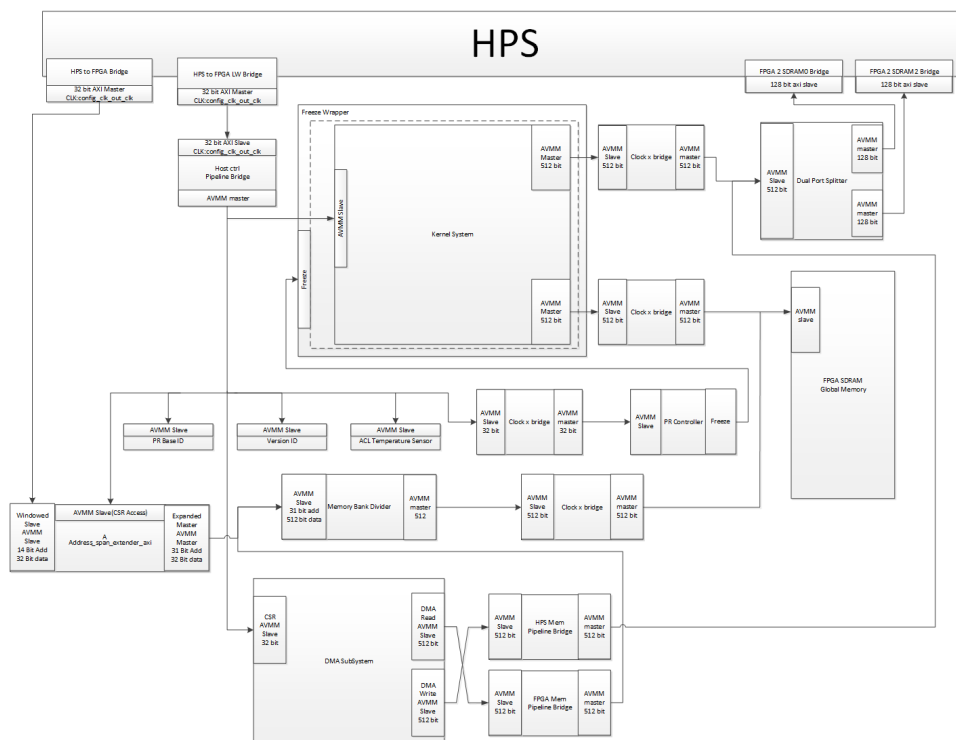 HPS
HPS to FPGA Bridge
32 bit AXI Master
CLK:config_clk_out_clk
HPS to FPGA LW Bridge
32 bit AXI Master
CLK:config_clk_out_clk
FPGA 2 SDRAM0 Bridge
128 bit axi slave
FPGA 2 SDRAM2 Bridge
128 bit axi slave
32 bit AXI Slave
CLK:config_clk_out_clk
Host ctrl
Pipeline Bridge
AVMM master
Freeze Wrapper
Freeze
AVMM Slave
Kernel System
AVMM
Master
512 bit
AVMM
Master
512 bit
AVMM
Slave
512 bit
Clock x bridge
AVMM
master
512 bit
AVMM
Slave
512 bit
Dual Port Splitter
AVMM
master
128 bit
AVMM
master
128 bit
AVMM
Slave
512 bit
Clock x bridge
AVMM
master
512 bit
AVMM
slave
FPGA SDRAM
Global Memory
AVMM Slave
PR Base ID
AVMM Slave
Version ID
AVMM Slave
ACL Temperature Sensor
AVMM
Slave
32 bit
Clock x bridge
AVMM
master
32 bit
AVMM
Slave
PR Controller
Freeze
Windowed
Slave
AVMM
Slave
14 Bit Add
32 Bit data
AVMM Slave(CSR Access)
A
Address_span_extender_axi
Expanded
Master
AVMM
Master
31 Bit Add
32 Bit data
AVMM
Slave
31 bit add
512 bit data
Memory Bank Divider
AVMM
master
512
AVMM
Slave
512 bit
Clock x bridge
AVMM
master
512 bit
CSR
AVMM
Slave
32 bit
DMA SubSystem
DMA
Read
AVMM
Slave
512 bit
DMA
Write
AVMM
Slave
512 bit
AVMM
Slave
512 bit
HPS Mem
Pipeline Bridge
AVMM
master
512 bit
AVMM
Slave
512 bit
FPGA Mem
Pipeline Bridge
AVMM
master
512 bit